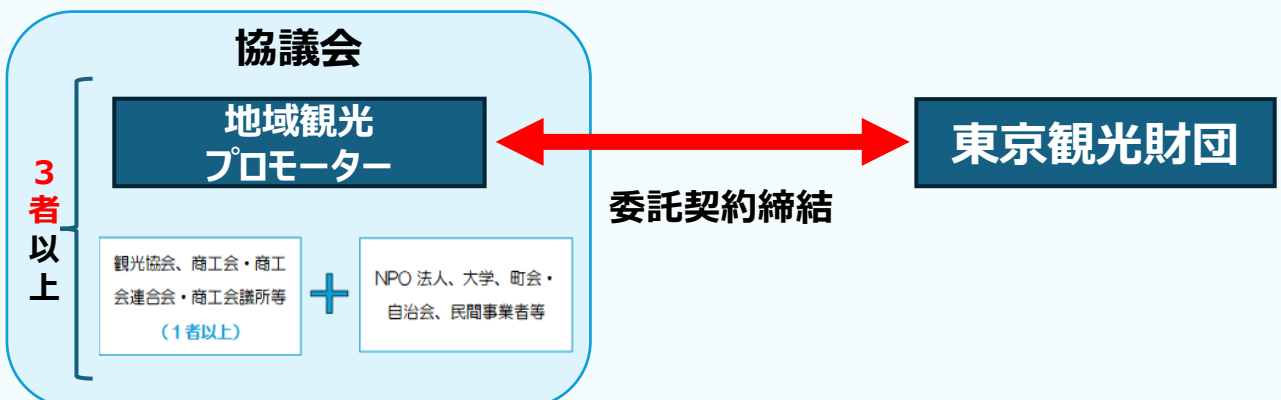 協議会
地域観光
プロモーター
東京観光財団
委託契約締結
3者以上
観光協会、商工会・商工
会連合会・商工会議所等
（1者以上）
+
NPO 法人、大学、町会・
自治会、民間事業者等